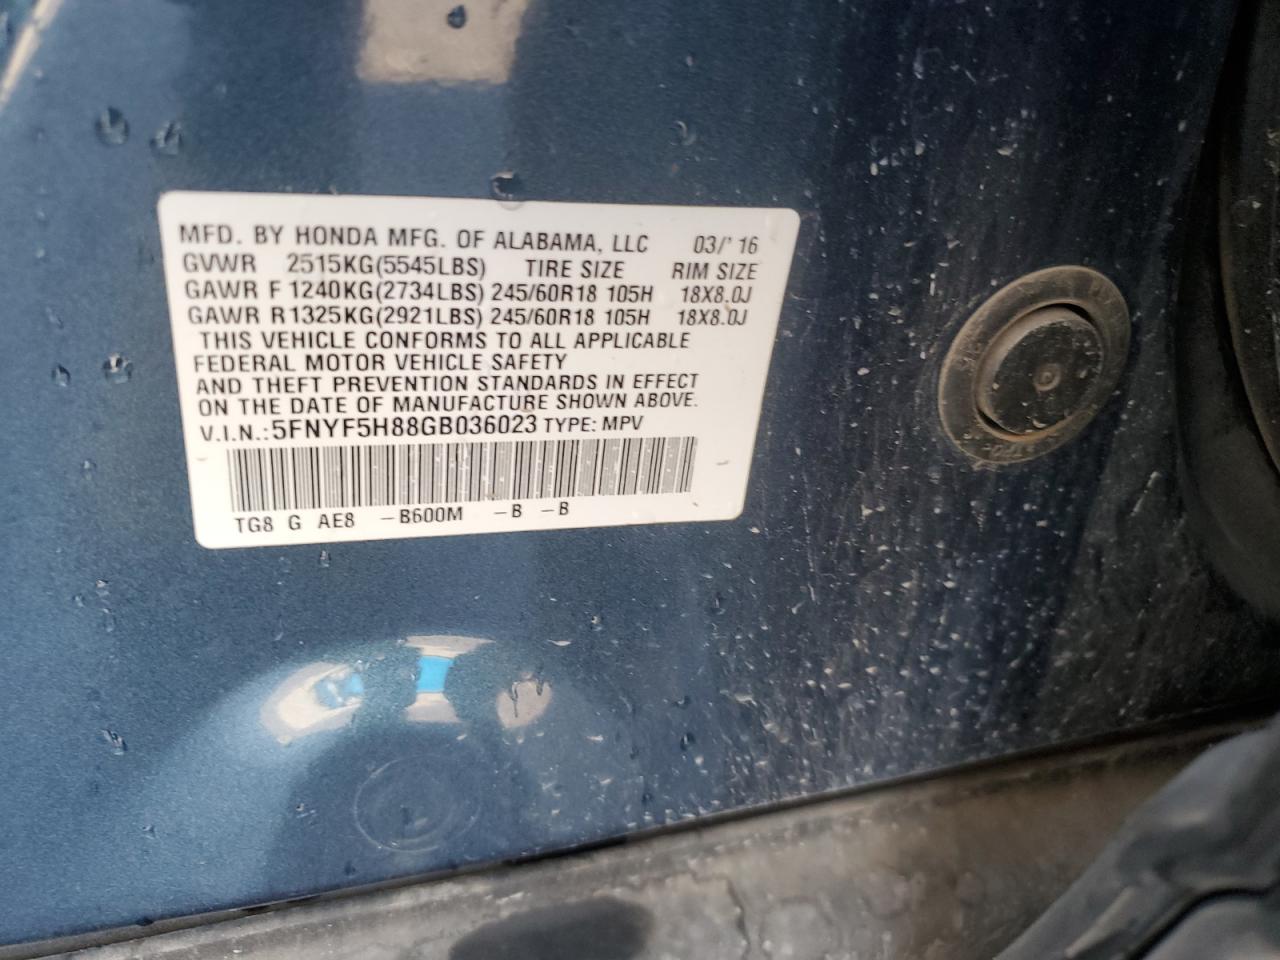 MFD. BY HONDA MFG. OF ALABAMA, LLC 03/' 16
GVWR 2515KG(5545LBS) TIRE SIZE RIM SIZE
GAWR F 1240KG(2734LBS) 245/60R18 105H 18X8.0J
GAWR R 1325KG(2921LBS) 245/60R18 105H 18X8.0J
THIS VEHICLE CONFORMS TO ALL APPLICABLE
FEDERAL MOTOR VEHICLE SAFETY
AND THEFT PREVENTION STANDARDS IN EFFECT
ON THE DATE OF MANUFACTURE SHOWN ABOVE.
V.I.N.: 5FNYF5H88GB036023 TYPE: MPV
TG8 G AE8 –B600M –B –B